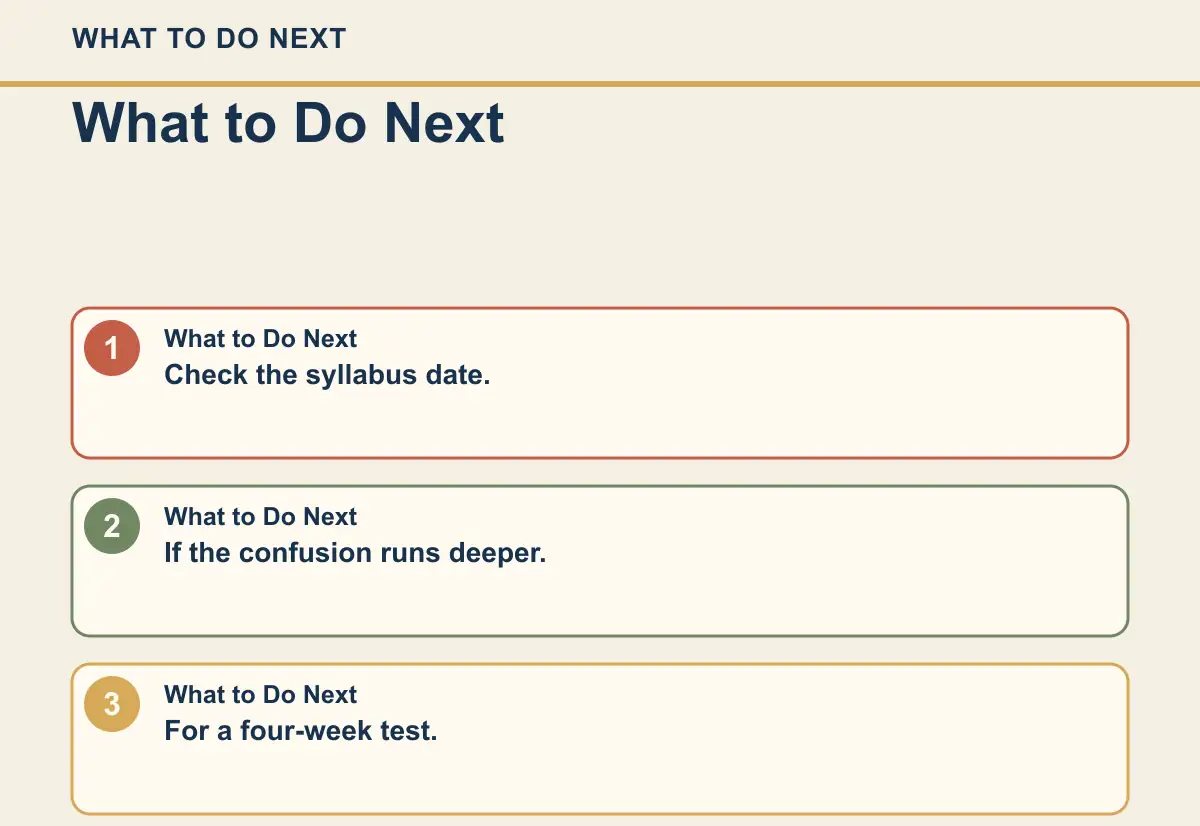 WHAT TO DO NEXT
What to Do Next
1
What to Do Next
Check the syllabus date.
2
What to Do Next
If the confusion runs deeper.
3
What to Do Next
For a four-week test.